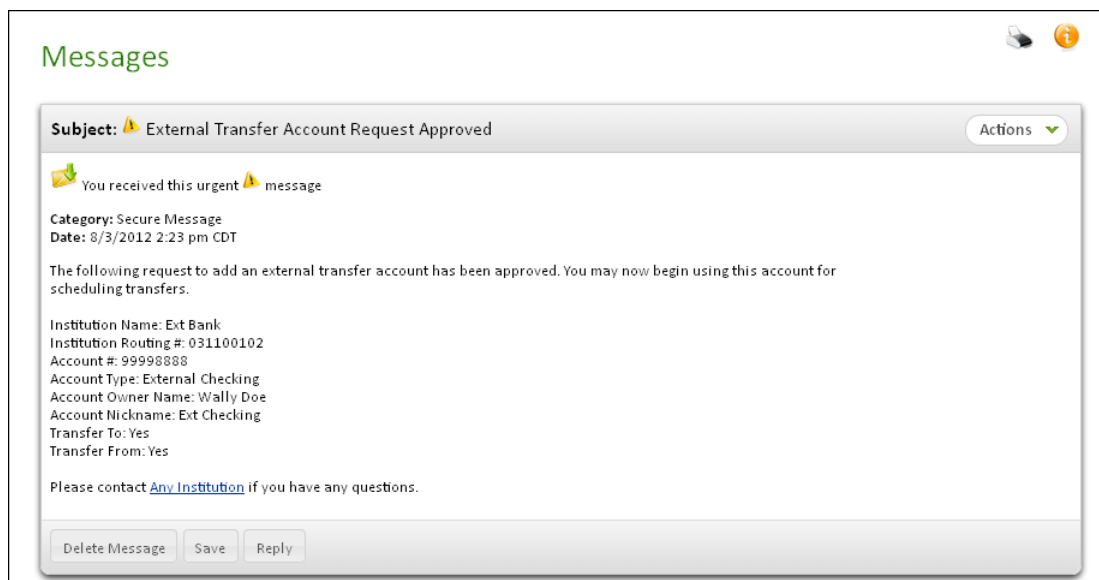 Messages
Subject: External Transfer Account Request Approved
Actions
You received this urgent message
Category: Secure Message
Date: 8/3/2012 2:23 pm CDT
The following request to add an external transfer account has been approved. You may now begin using this account for
scheduling transfers.
Institution Name: Ext Bank
Institution Routing #: 031100102
Account #: 99998888
Account Type: External Checking
Account Owner Name: Wally Doe
Account Nickname: Ext Checking
Transfer To: Yes
Transfer From: Yes
Please contact Any Institution if you have any questions.
Delete Message Save Reply